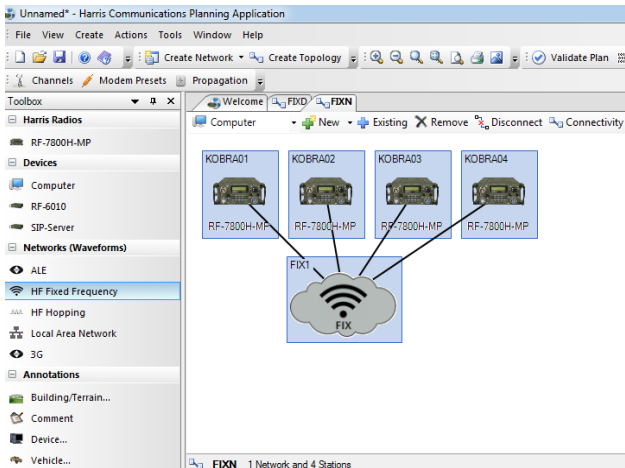 Unnamed* - Harris Communications Planning Application
File View Create Actions Tools Window Help
Create Network Create Topology Validate Plan
Channels Modem Presets Propagation
Toolbox
Welcome FIXD FIXN
Harris Radios
Computer New Existing Remove Disconnect Connectivity
RF-7800H-MP
Devices
Computer
RF-6010
SIP-Server
Networks (Waveforms)
ALE
HF Fixed Frequency
HF Hopping
Local Area Network
3G
Annotations
Building/Terrain...
Comment
Device...
Vehicle...
KOBRA01 KOBRA02 KOBRA03 KOBRA04
RF-7800H-MP RF-7800H-MP RF-7800H-MP RF-7800H-MP
FIX1
FIX
FIXN 1 Network and 4 Stations